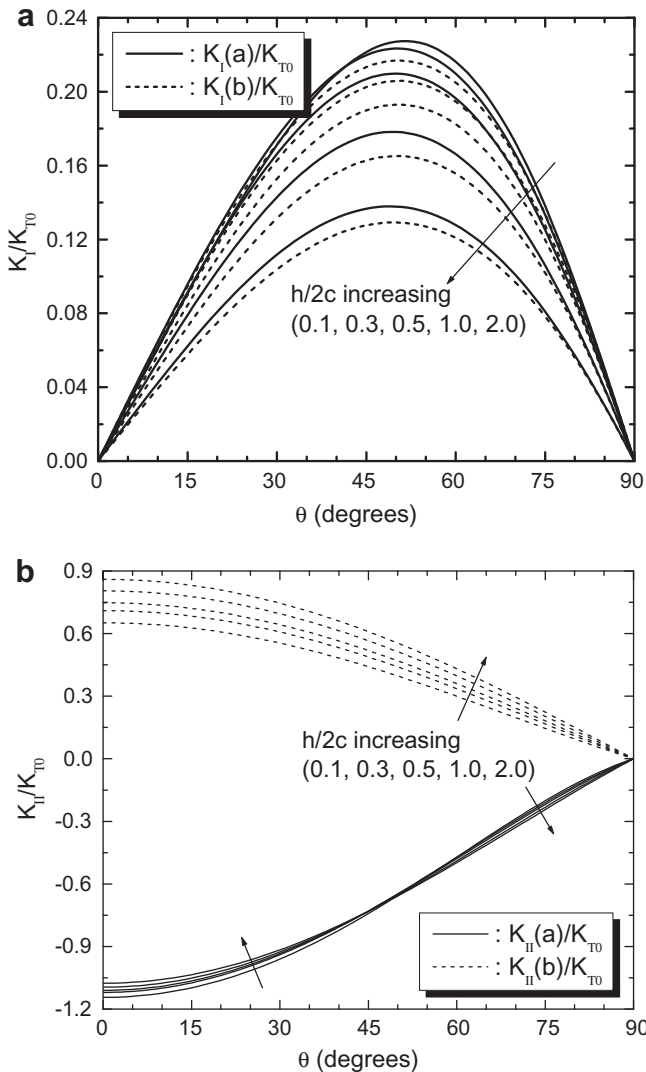 a
0.24
0.20
0.16
0.12
0.08
0.04
0.00
K_I/K_T0
: K_I(a)/K_T0
: K_I(b)/K_T0
h/2c increasing
(0.1, 0.3, 0.5, 1.0, 2.0)
0 15 30 45 60 75 90
θ (degrees)
b
0.9
0.6
0.3
0.0
-0.3
-0.6
-0.9
-1.2
K_II/K_T0
h/2c increasing
(0.1, 0.3, 0.5, 1.0, 2.0)
: K_II(a)/K_T0
: K_II(b)/K_T0
0 15 30 45 60 75 90
θ (degrees)